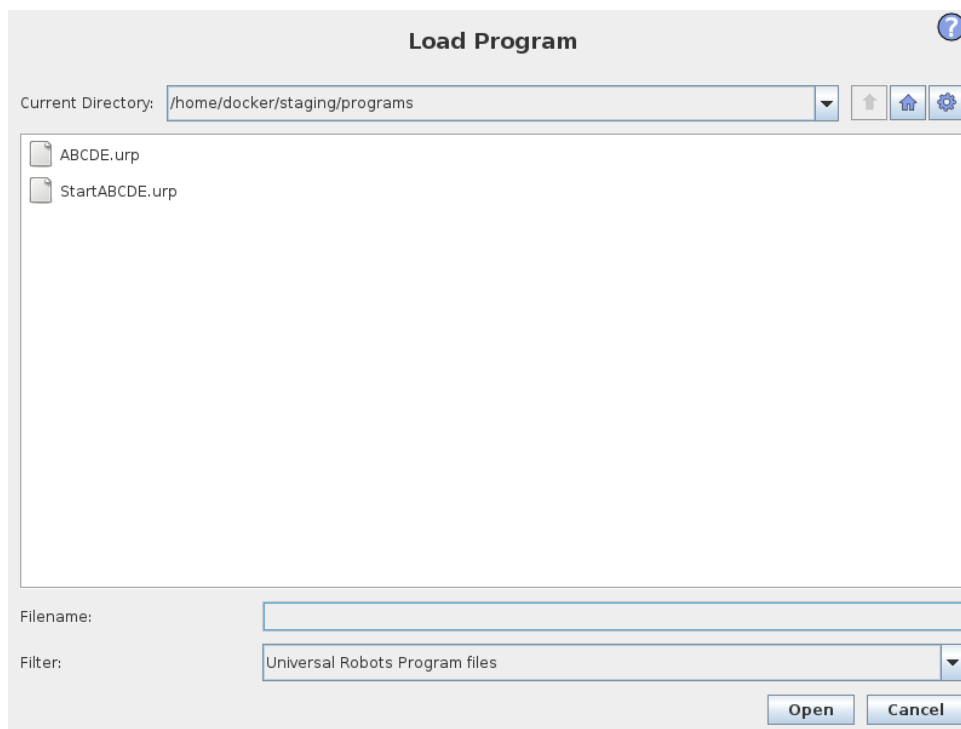 Load Program
?
Current Directory: /home/docker/staging/programs
ABCDE.urp
StartABCDE.urp
Filename:
Filter: Universal Robots Program files
Open Cancel